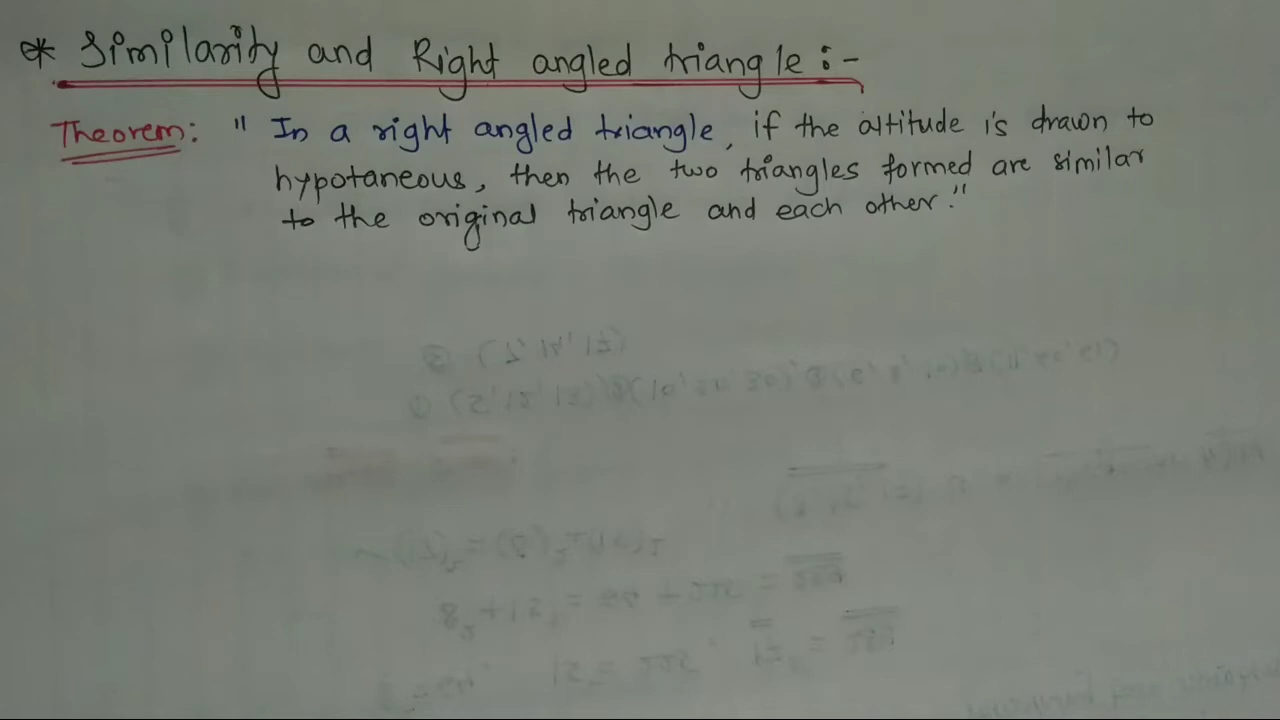 * Similarity and Right angled triangle :-
Theorem: " In a right angled triangle, if the altitude is drawn to
hypotaneous, then the two triangles formed are similar
to the original triangle and each other."